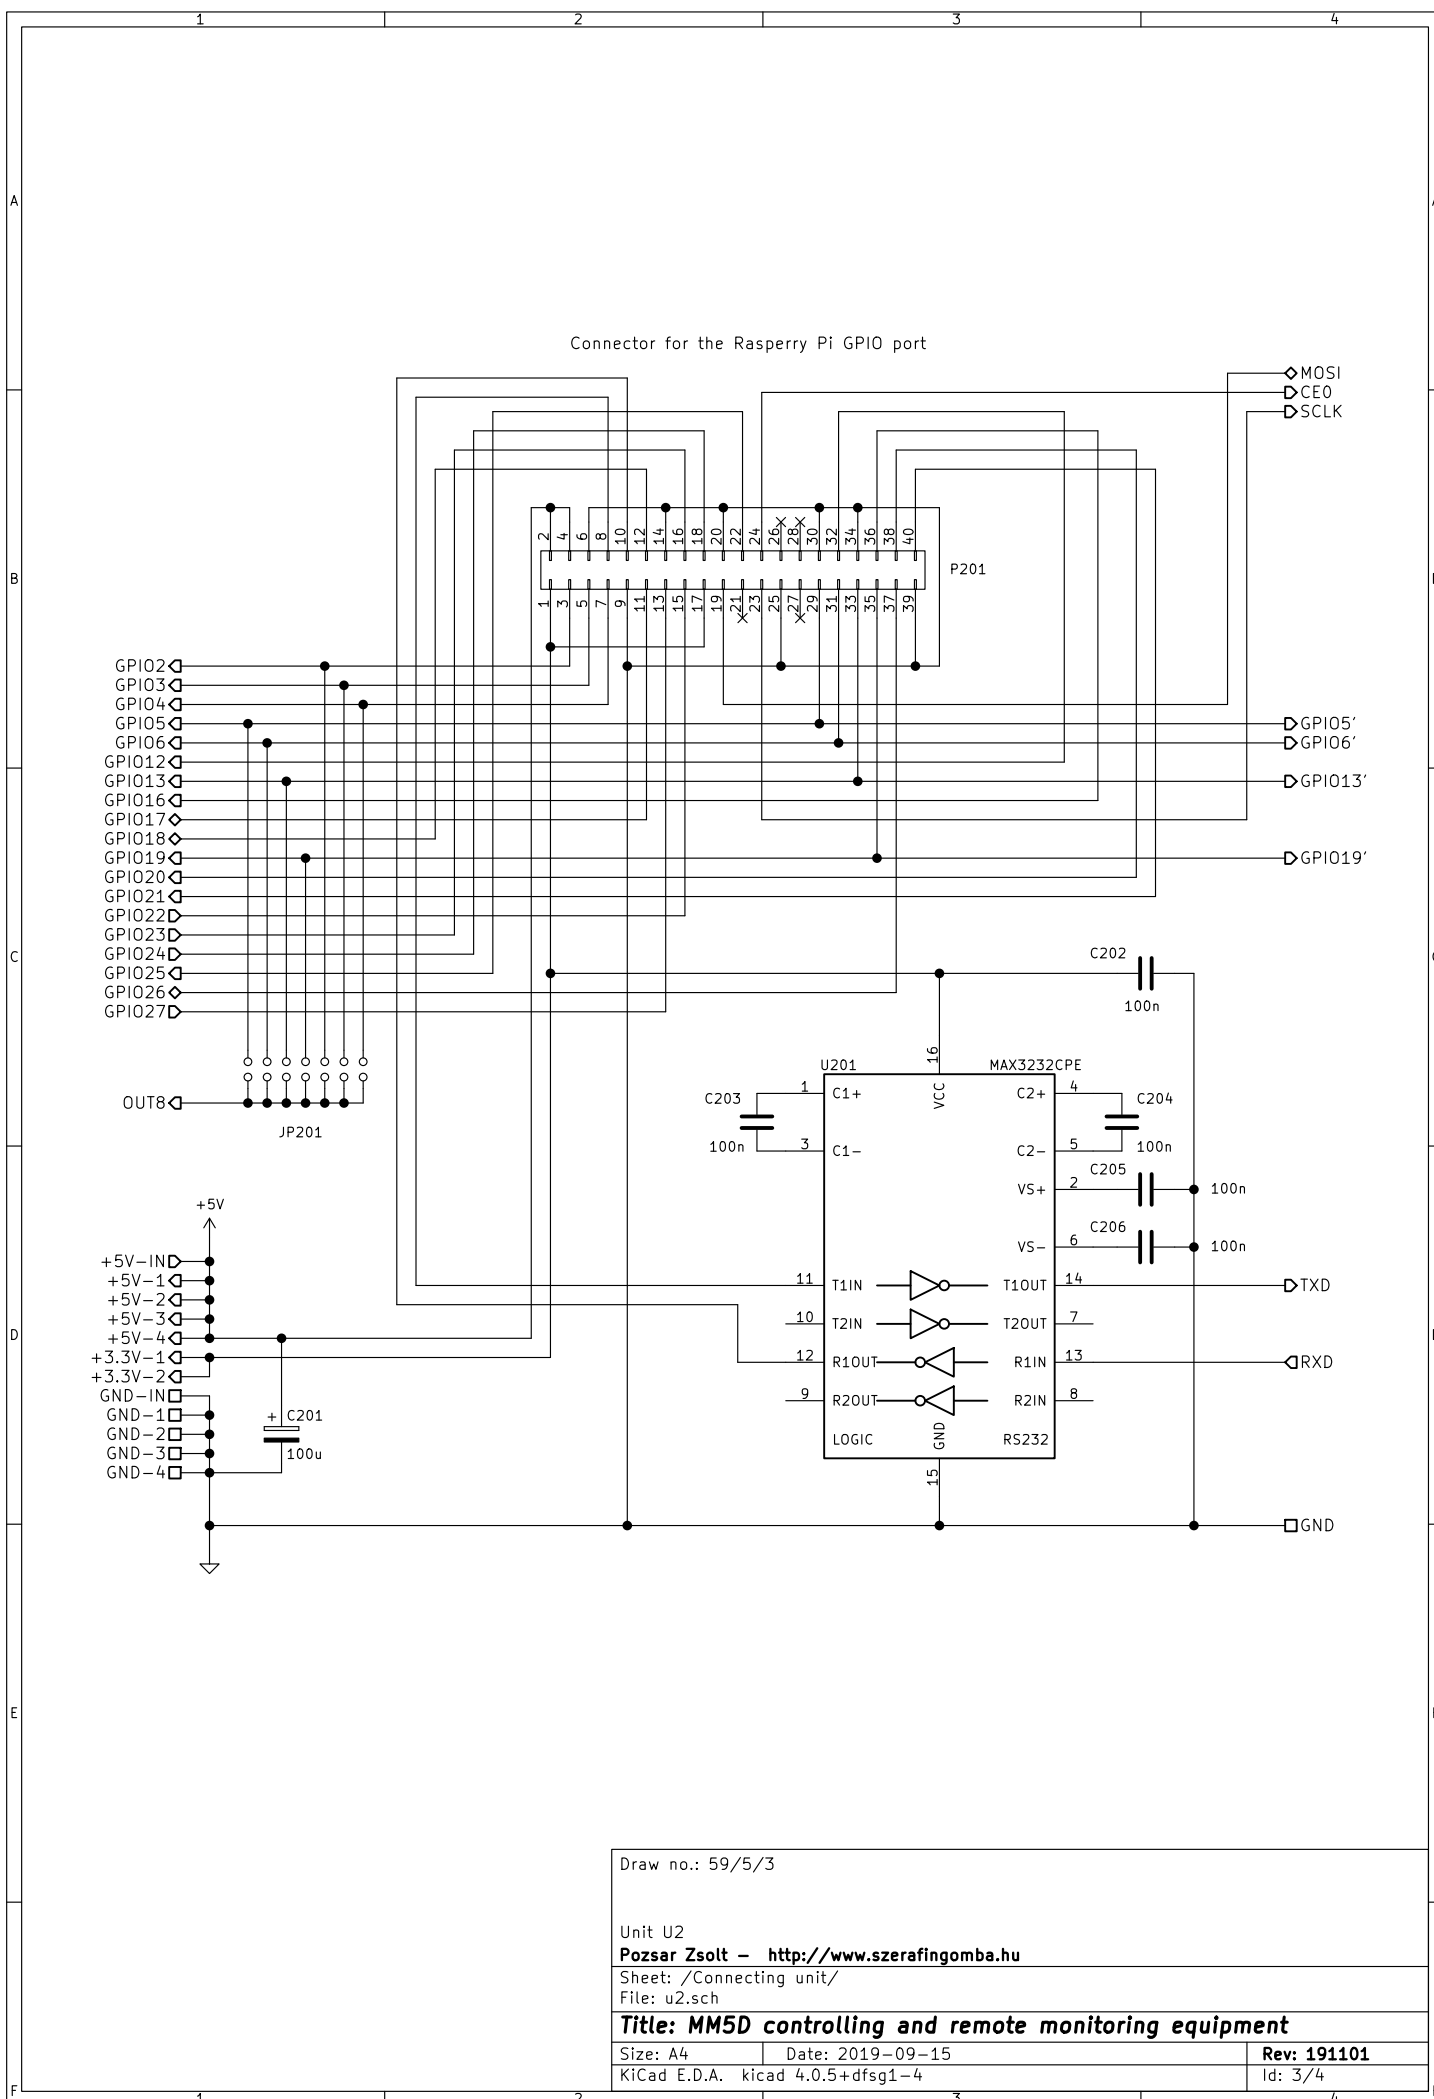 1 2 3 4
A
Connector for the Rasperry Pi GPIO port
MOSI
CE0
SCLK
2 4 6 8 10 12 14 16 18 20 22 24 26 28 30 32 34 36 38 40
B
P201
1 3 5 7 9 11 13 15 17 19 21 23 25 27 29 31 33 35 37 39
GPIO2
GPIO3
GPIO4
GPIO5 GPIO5'
GPIO6 GPIO6'
GPIO12
GPIO13 GPIO13'
GPIO16
GPIO17
GPIO18
GPIO19 GPIO19'
GPIO20
GPIO21
GPIO22
GPIO23
GPIO24
C C202
GPIO25
GPIO26
100n
GPIO27
16
U201 MAX3232CPE
1 C1+ VCC C2+ 4
C203 C204
OUT8
JP201
100n 3 C1- C2- 5 100n
C205
VS+ 2 100n
+5V
C206
VS- 6 100n
+5V-IN
+5V-1 11 T1IN T1OUT 14 TXD
+5V-2
+5V-3 10 T2IN T2OUT 7
D
+5V-4
+3.3V-1 12 R1OUT R1IN 13 RXD
+3.3V-2
GND-IN 9 R2OUT R2IN 8
GND-1 + C201
GND-2 LOGIC GND RS232
GND-3 100u
GND-4 15
GND
E
Draw no.: 59/5/3
Unit U2
Pozsar Zsolt - http://www.szerafingomba.hu
Sheet: /Connecting unit/
File: u2.sch
Title: MM5D controlling and remote monitoring equipment
Size: A4 Date: 2019-09-15 Rev: 191101
KiCad E.D.A. kicad 4.0.5+dfsg1-4 Id: 3/4
F
1 2 3 4